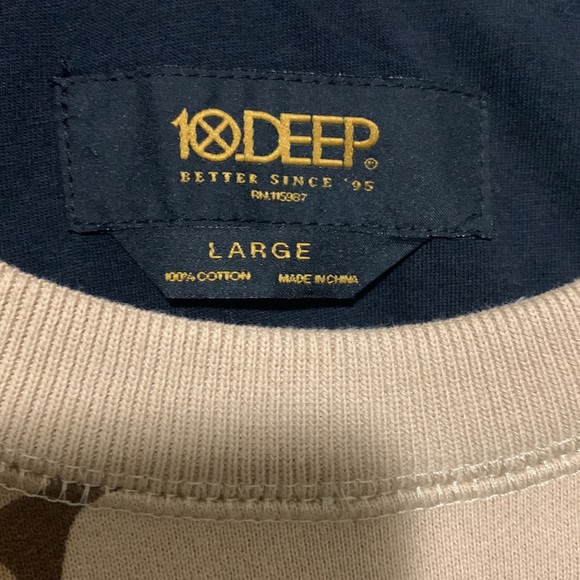 10.DEEP®
BETTER SINCE '95
RN.115987
LARGE
100% COTTON MADE IN CHINA